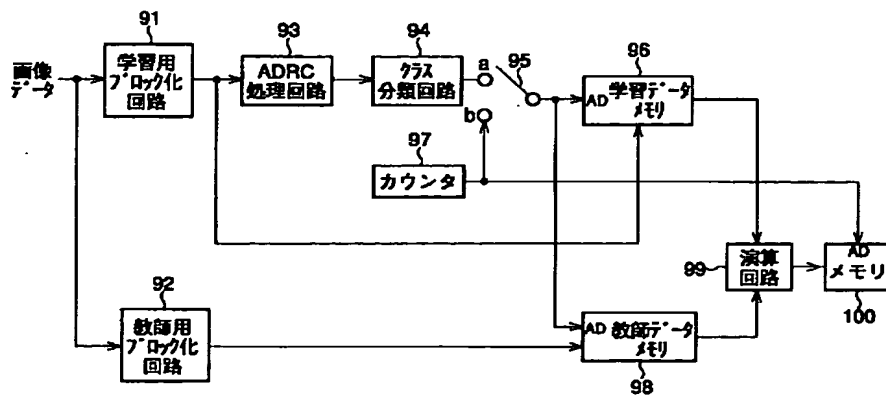 91
93
94
95
96
画像
データ
学習用
ブロック化
回路
ADRC
処理回路
クラス
分類回路
a
b
AD 学習データ
メモリ
97
カウンタ
92
教師用
ブロック化
回路
AD 教師データ
メモリ
98
99
演算
回路
AD
メモリ
100